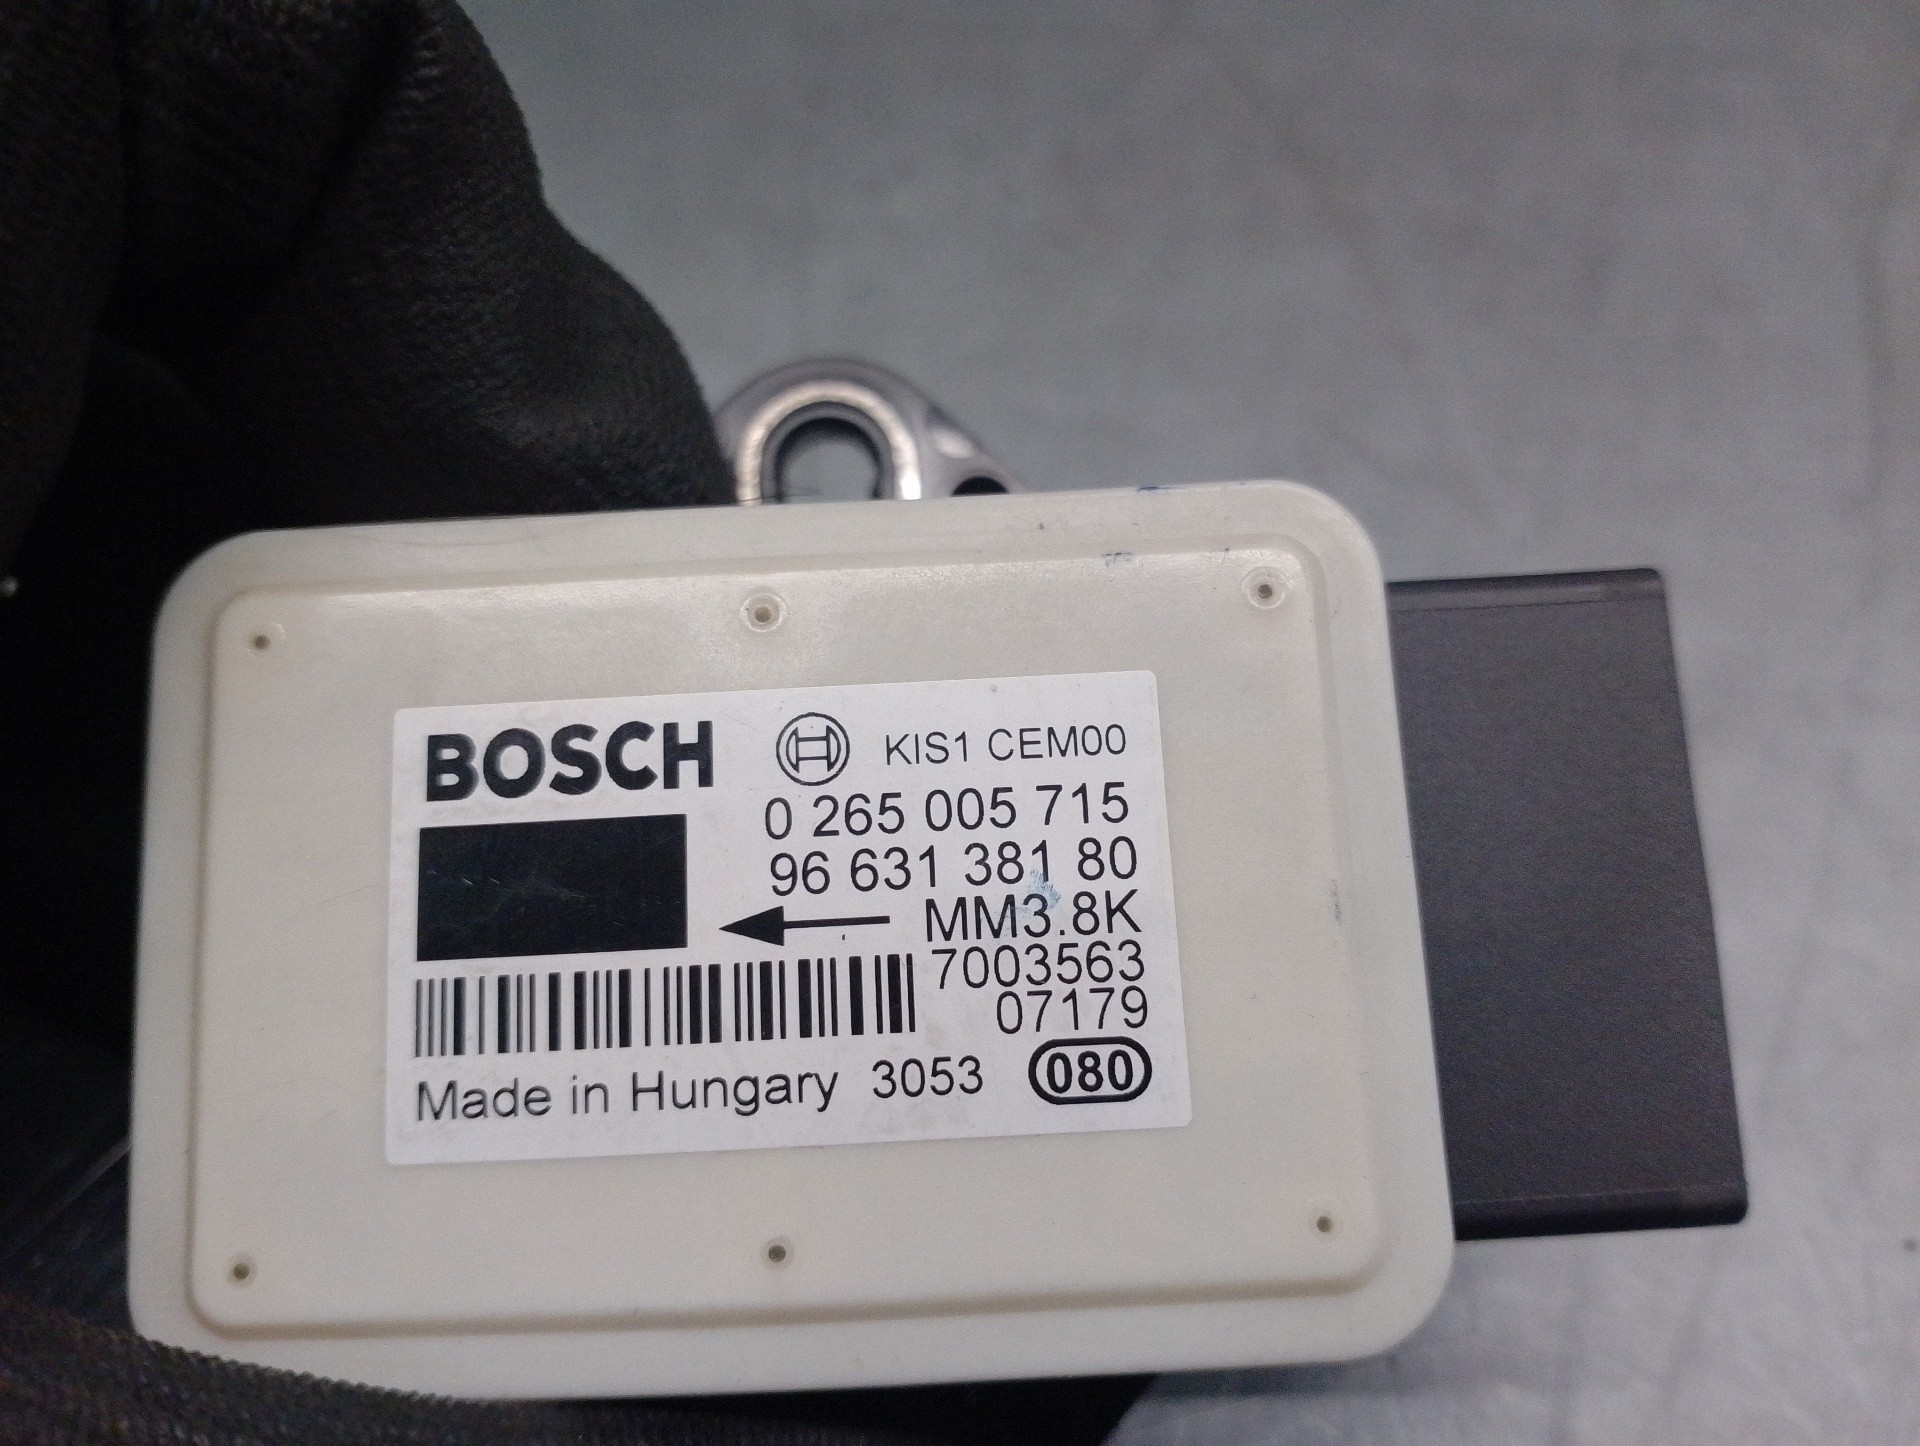 BOSCH KIS1 CEM00
0 265 005 715
96 631 381 80
MM3.8K
7003563
07179
Made in Hungary 3053 080